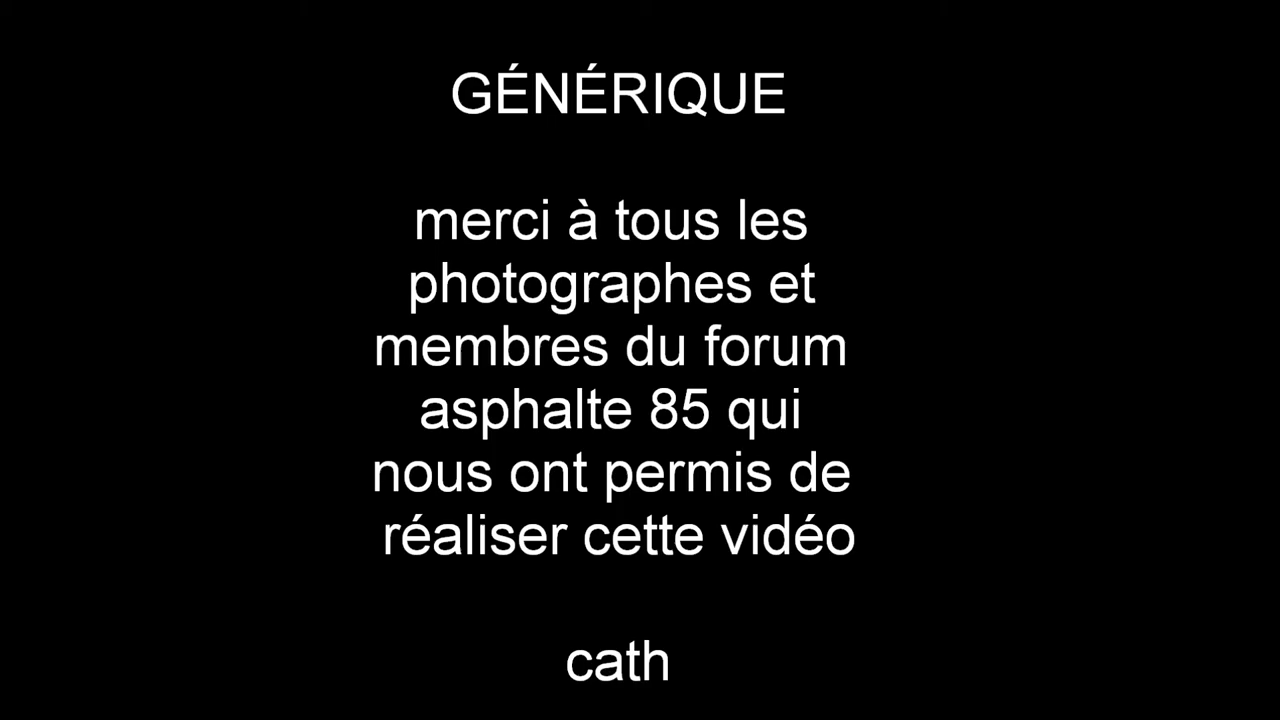 GÉNÉRIQUE
merci à tous les
photographes et
membres du forum
asphalte 85 qui
nous ont permis de
réaliser cette vidéo
cath